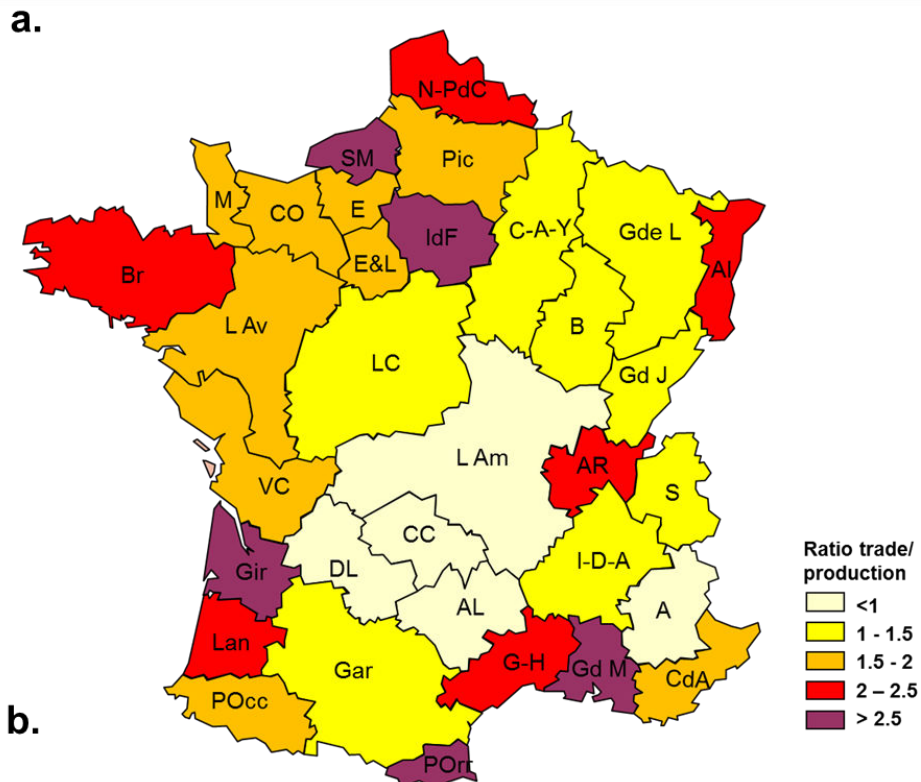 a.
N-PdC
SM
Pic
M
CO
E
IdF
C-A-Y
Gde L
Al
Br
E&L
L Av
B
LC
Gd J
L Am
AR
VC
S
CC
Gir
DL
I-D-A
AL
A
Lan
Gar
G-H
Gd M
CdA
POcc
POrr
b.
Ratio trade/
production
<1
1 - 1.5
1.5 - 2
2 – 2.5
> 2.5